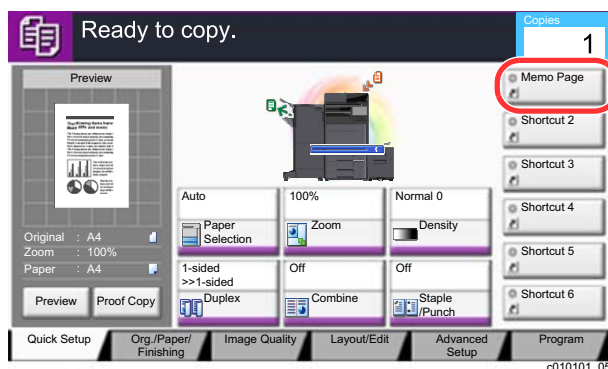 Ready to copy.
Copies
1
Preview
Original : A4
Zoom : 100%
Paper : A4
Preview
Proof Copy
Auto
Paper
Selection
100%
Zoom
Normal 0
Density
1-sided
>>1-sided
Duplex
Off
Combine
Off
Staple
/Punch
Memo Page
Shortcut 2
Shortcut 3
Shortcut 4
Shortcut 5
Shortcut 6
Quick Setup
Org./Paper/
Finishing
Image Quality
Layout/Edit
Advanced
Setup
Program
c010101_05